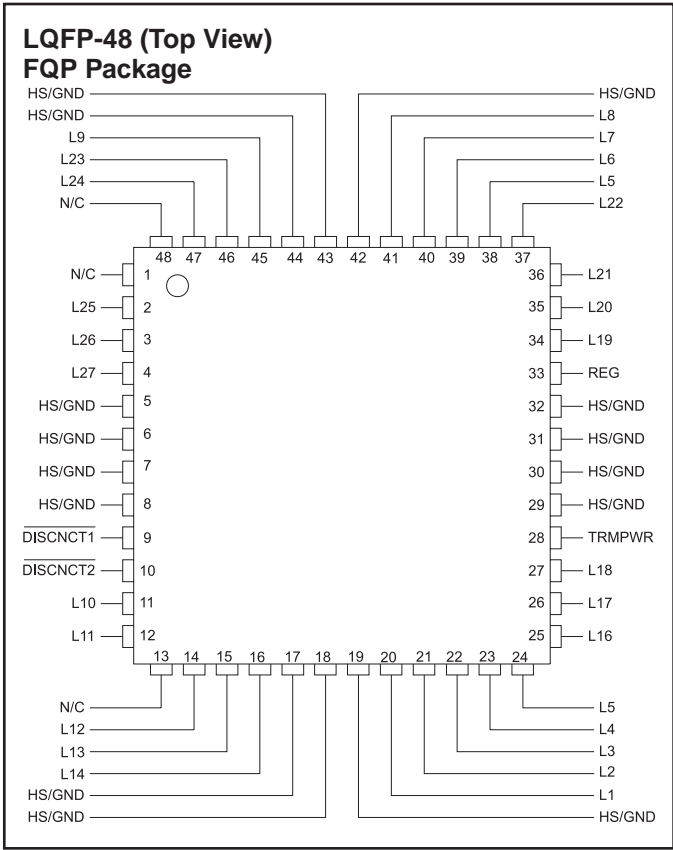 LQFP-48 (Top View)
FQP Package
HS/GND
HS/GND
L9
L23
L24
N/C
HS/GND
L8
L7
L6
L5
L22
48 47 46 45 44 43 42 41 40 39 38 37
N/C 1
L25 2
L26 3
L27 4
HS/GND 5
HS/GND 6
HS/GND 7
HS/GND 8
DISCNCT1 9
DISCNCT2 10
L10 11
L11 12
36 L21
35 L20
34 L19
33 REG
32 HS/GND
31 HS/GND
30 HS/GND
29 HS/GND
28 TRMPWR
27 L18
26 L17
25 L16
13 14 15 16 17 18 19 20 21 22 23 24
N/C
L12
L13
L14
HS/GND
HS/GND
L5
L4
L3
L2
L1
HS/GND